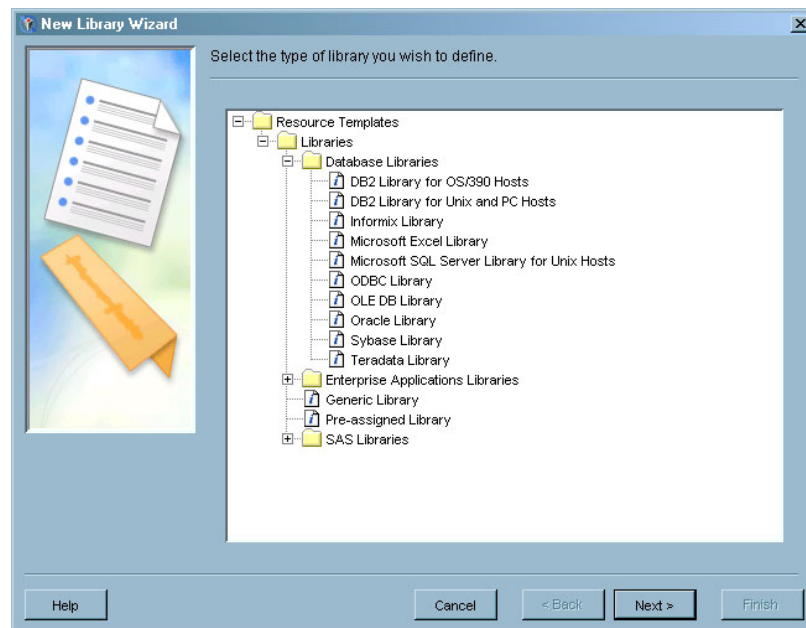 New Library Wizard
Select the type of library you wish to define.
Resource Templates
Libraries
Database Libraries
DB2 Library for OS/390 Hosts
DB2 Library for Unix and PC Hosts
Informix Library
Microsoft Excel Library
Microsoft SQL Server Library for Unix Hosts
ODBC Library
OLE DB Library
Oracle Library
Sybase Library
Teradata Library
Enterprise Applications Libraries
Generic Library
Pre-assigned Library
SAS Libraries
Help Cancel < Back Next > Finish